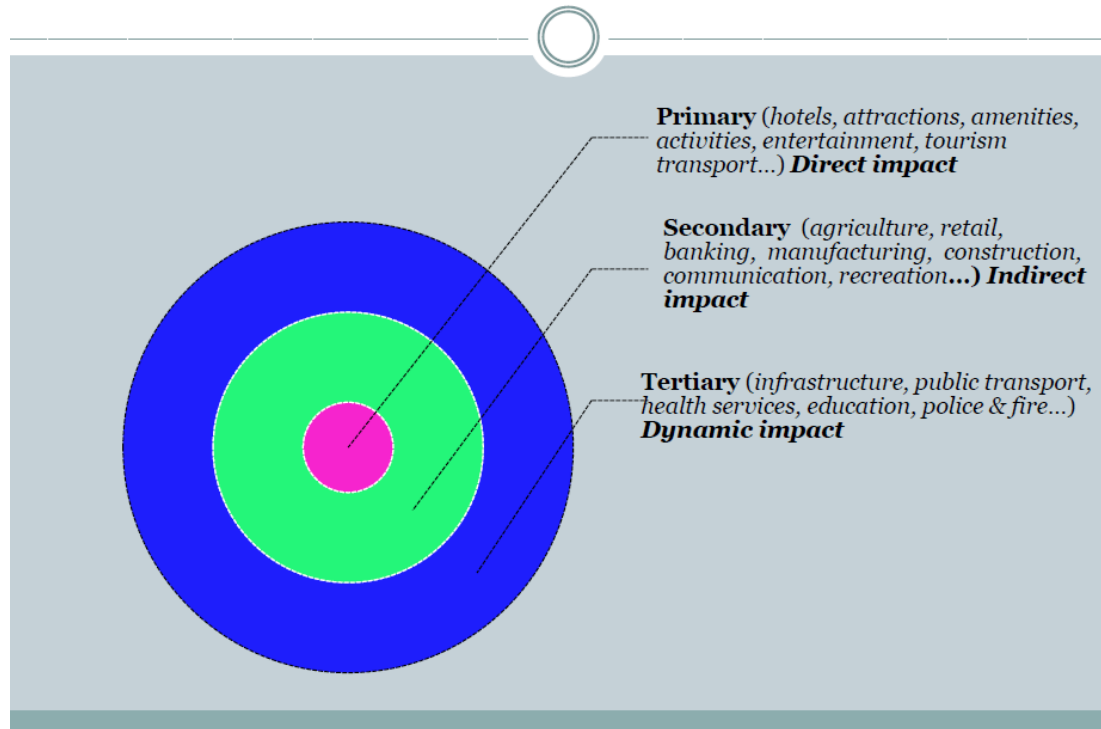 Primary (hotels, attractions, amenities,
activities, entertainment, tourism
transport…) Direct impact
Secondary (agriculture, retail,
banking, manufacturing, construction,
communication, recreation…) Indirect
impact
Tertiary (infrastructure, public transport,
health services, education, police & fire…)
Dynamic impact